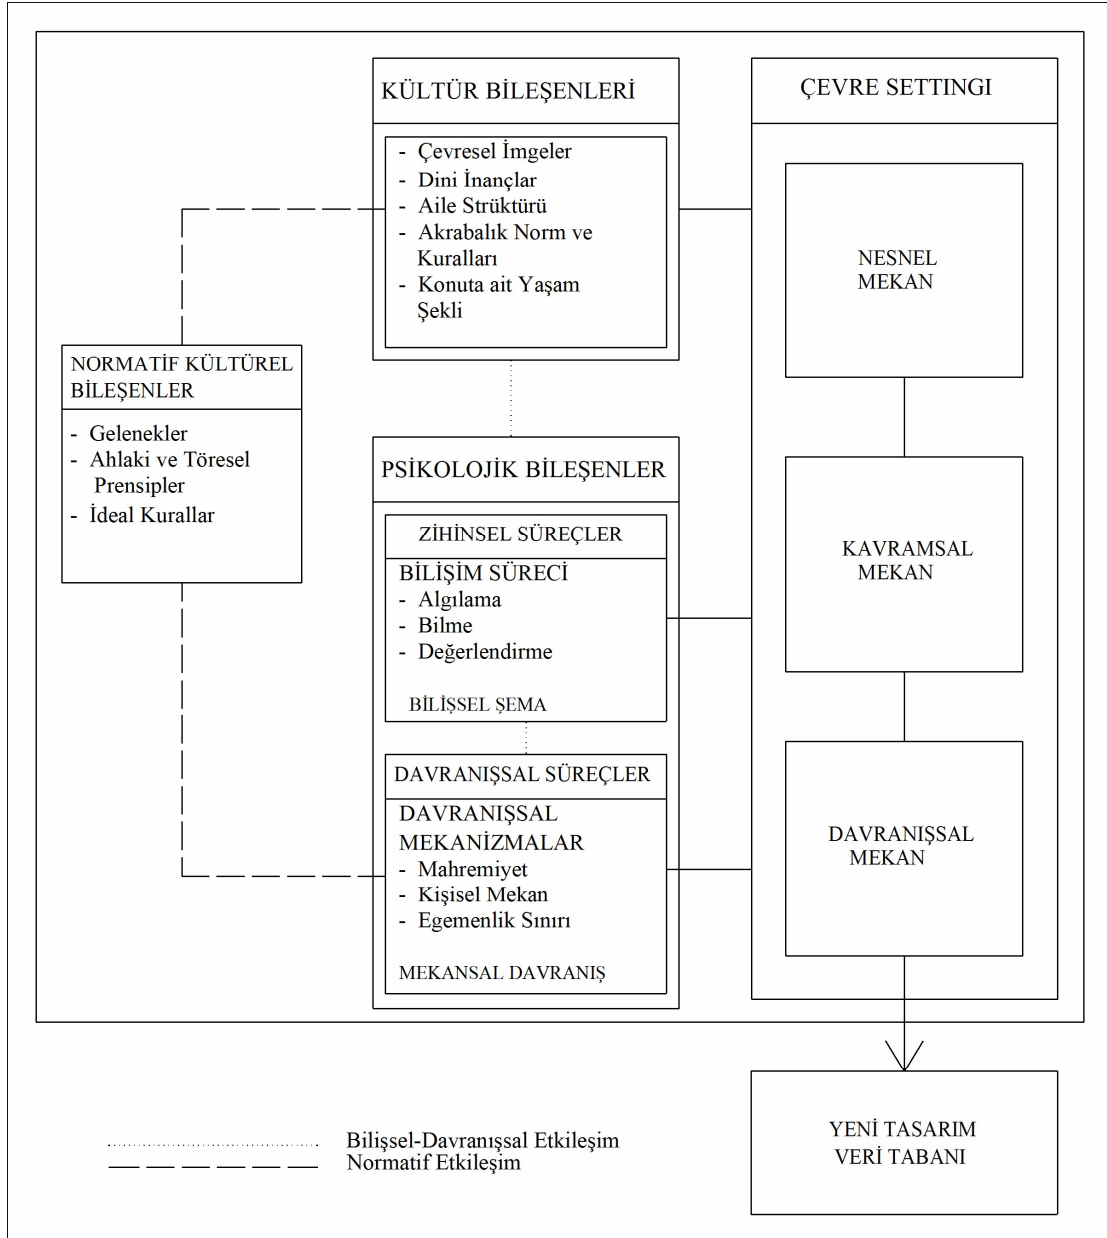 KÜLTÜR BİLEŞENLERİ
- Çevresel İmgeler
- Dini İnançlar
- Aile Strüktürü
- Akrabalık Norm ve
Kuralları
- Konuta ait Yaşam
Şekli
NORMATİF KÜLTÜREL
BİLEŞENLER
- Gelenekler
- Ahlaki ve Töresel
Prensipler
- İdeal Kurallar
PSİKOLOJİK BİLEŞENLER
ZİHİNSEL SÜREÇLER
BİLİŞİM SÜRECİ
- Algılama
- Bilme
- Değerlendirme
BİLİŞSEL ŞEMA
DAVRANIŞSAL SÜREÇLER
DAVRANIŞSAL
MEKANİZMALAR
- Mahremiyet
- Kişisel Mekan
- Egemenlik Sınırı
MEKANSAL DAVRANIŞ
ÇEVRE SETTINGI
NESNEL
MEKAN
KAVRAMSAL
MEKAN
DAVRANIŞSAL
MEKAN
YENİ TASARIM
VERİ TABANI
Bilişsel-Davranışsal Etkileşim
Normatif Etkileşim